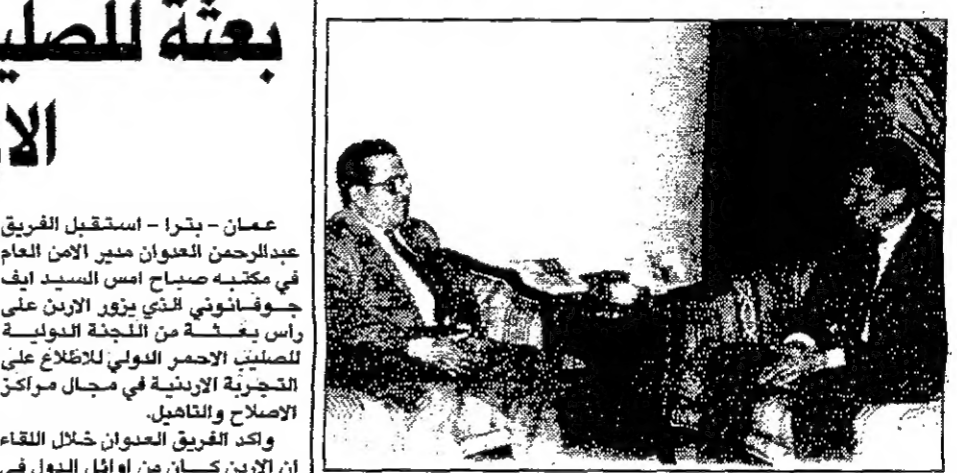 بعثة للصليب
الا
عمان - بترا - استقبل الفريق
عبدالرحمن العدوان مدير الامن العام
في مكتبه صباح امس السيد ايف
جوفانوني الذي يزور الاردن على
رأس بعثة من اللجنة الدولية
للصليب الاحمر الدولي للاطلاع على
التجربة الاردنية في مجال مراكز
الاصلاح والتاهيل.
واكد الفريق العدوان خلال اللقاء
ان الاردن كان من اوائل الدول في